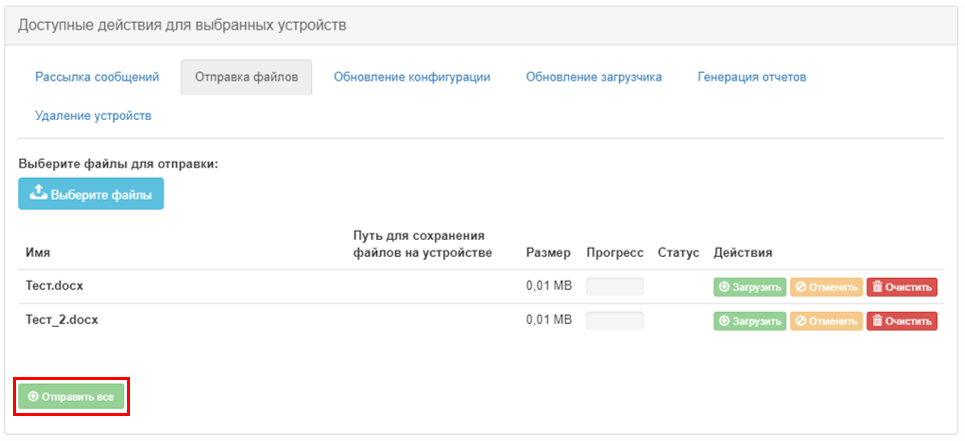 Доступные действия для выбранных устройств
Рассылка сообщений Отправка файлов Обновление конфигурации Обновление загрузчика Генерация отчетов
Удаление устройств
Выберите файлы для отправки:
Выберите файлы
Имя Путь для сохранения файлов на устройстве Размер Прогресс Статус Действия
Тест.docx 0,01 MB Загрузить Отменить Очистить
Тест_2.docx 0,01 MB Загрузить Отменить Очистить
Отправить все